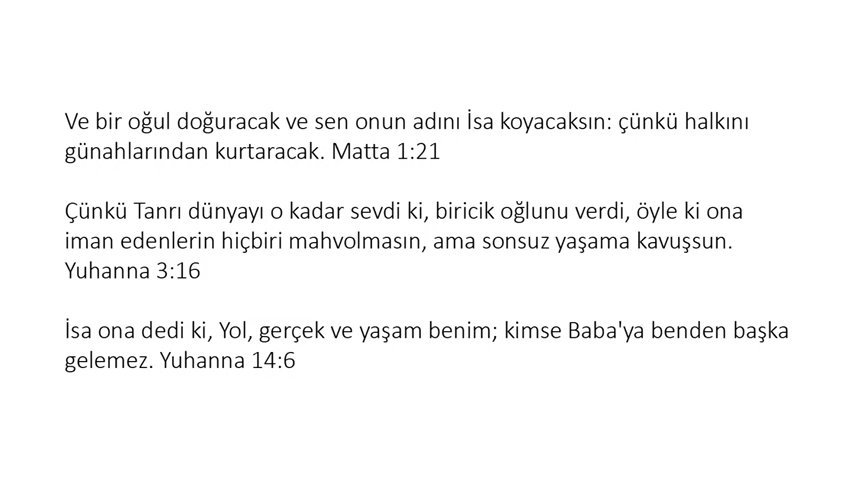 Ve bir oğul doğuracak ve sen onun adını İsa koyacaksın: çünkü halkını
günahlarından kurtaracak. Matta 1:21
Çünkü Tanrı dünyayı o kadar sevdi ki, biricik oğlunu verdi, öyle ki ona
iman edenlerin hiçbiri mahvolmasın, ama sonsuz yaşama kavuşsun.
Yuhanna 3:16
İsa ona dedi ki, Yol, gerçek ve yaşam benim; kimse Baba'ya benden başka
gelemez. Yuhanna 14:6